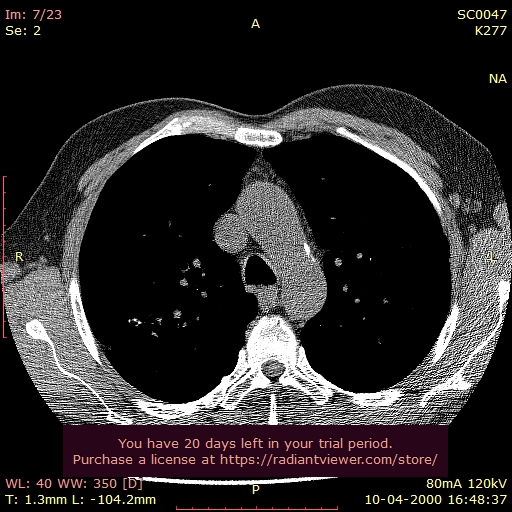 Im: 7/23
Se: 2
A
SC0047
K277
NA
R
L
You have 20 days left in your trial period.
Purchase a license at https://radiantviewer.com/store/
WL: 40 WW: 350 [D]
T: 1.3mm L: -104.2mm
P
80mA 120kV
10-04-2000 16:48:37